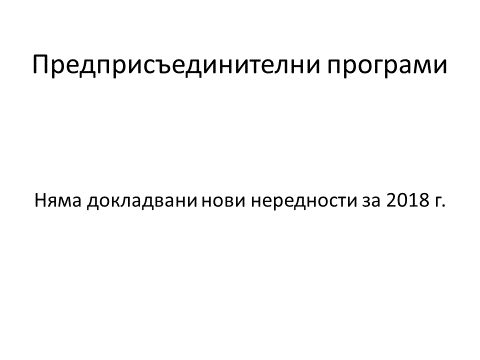 Предприсъединителни програми
Няма докладвани нови нередности за 2018 г.